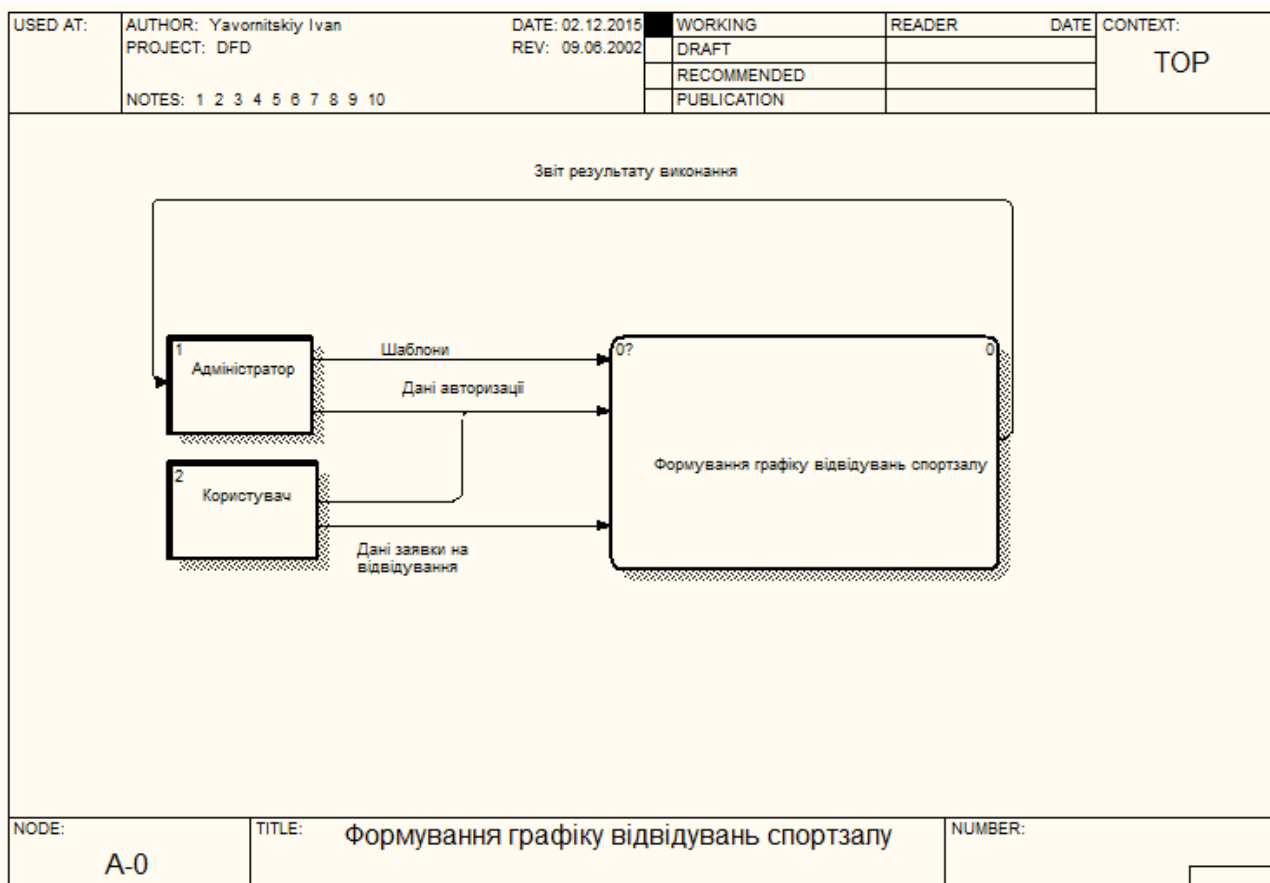 USED AT:
AUTHOR: Yavornitskiy Ivan
DATE: 02.12.2015
PROJECT: DFD
REV: 09.06.2002
NOTES: 1 2 3 4 5 6 7 8 9 10
WORKING
DRAFT
RECOMMENDED
PUBLICATION
READER DATE
CONTEXT:
TOP
Звіт результату виконання
1
Адміністратор
Шаблони
Дані авторизації
2
Користувач
Дані заявки на
відвідування
0? 0
Формування графіку відвідувань спортзалу
NODE:
A-0
TITLE:
Формування графіку відвідувань спортзалу
NUMBER: